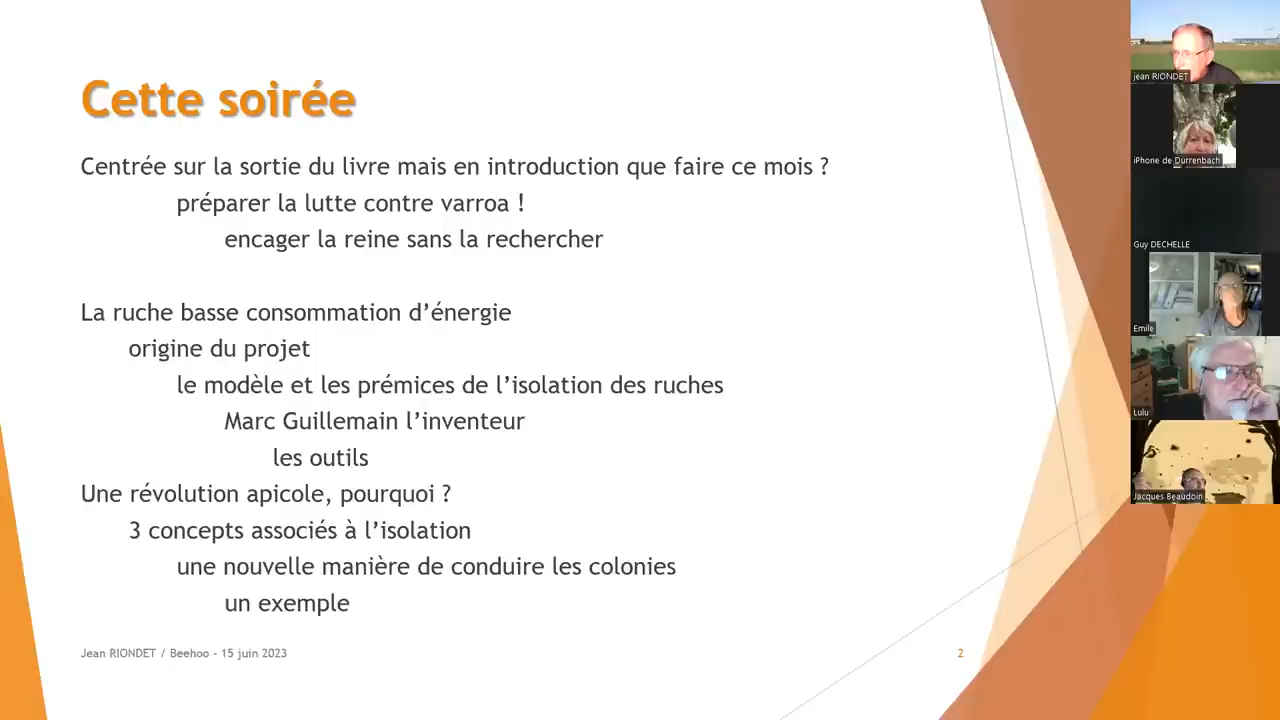 Cette soirée
Centrée sur la sortie du livre mais en introduction que faire ce mois ?
préparer la lutte contre varroa !
encager la reine sans la rechercher
La ruche basse consommation d’énergie
origine du projet
le modèle et les prémices de l’isolation des ruches
Marc Guillemain l’inventeur
les outils
Une révolution apicole, pourquoi ?
3 concepts associés à l’isolation
une nouvelle manière de conduire les colonies
un exemple
Jean RIONDET / Beehoo - 15 juin 2023
2
jean RIONDET
iPhone de Durrenbach
Guy DECHELLE
Emile
Lulu
Jacques Beaudoin